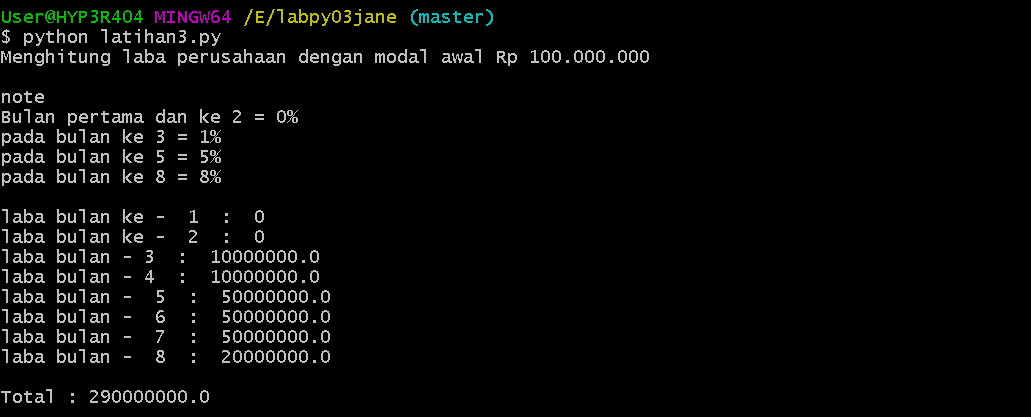 User@HYP3R404 MINGW64 /E/labpy03jane (master)
$ python latihan3.py
Menghitung laba perusahaan dengan modal awal Rp 100.000.000
note
Bulan pertama dan ke 2 = 0%
pada bulan ke 3 = 1%
pada bulan ke 5 = 5%
pada bulan ke 8 = 8%
laba bulan ke -  1  :  0
laba bulan ke -  2  :  0
laba bulan - 3  :  10000000.0
laba bulan - 4  :  10000000.0
laba bulan -  5  :  50000000.0
laba bulan -  6  :  50000000.0
laba bulan -  7  :  50000000.0
laba bulan -  8  :  20000000.0
Total : 290000000.0